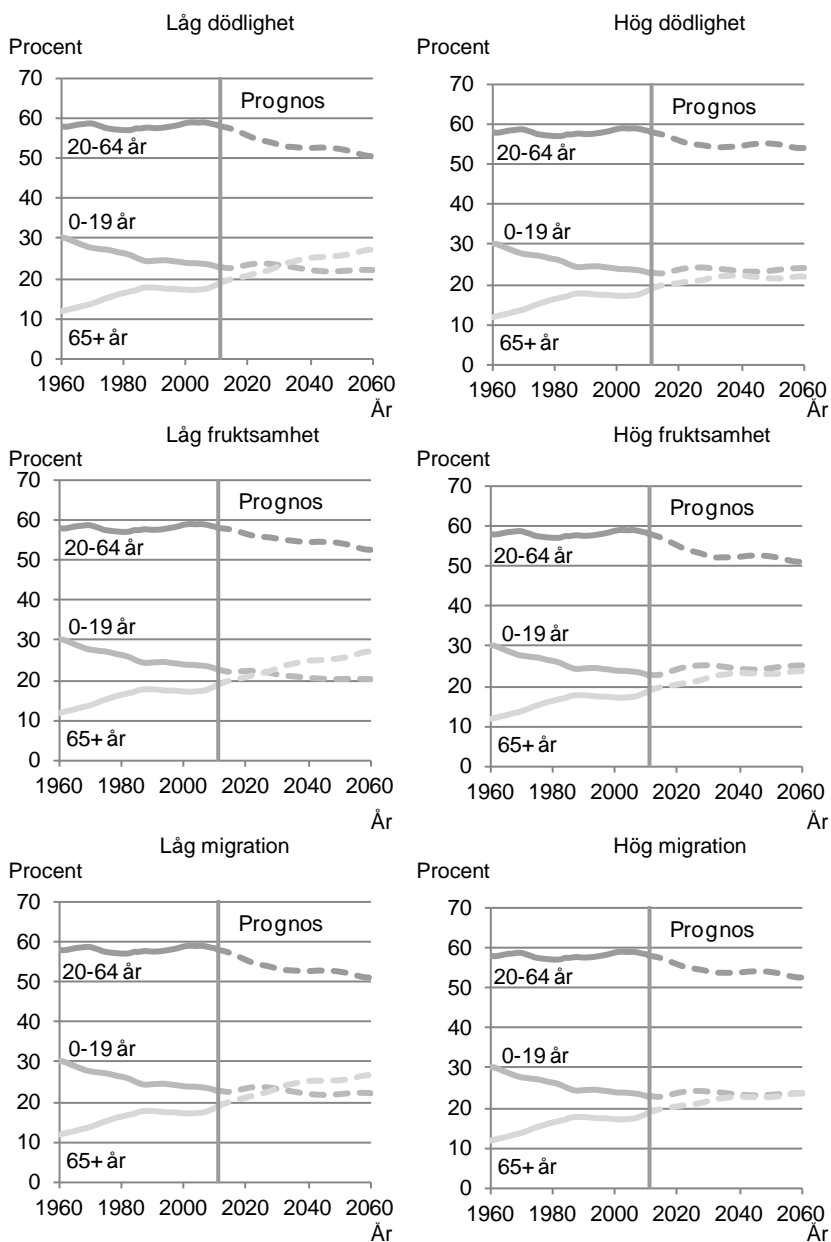 Låg dödlighet
Procent
70
60
50
40
30
20
10
0
Prognos
20-64 år
0-19 år
65+ år
1960 1980 2000 2020 2040 2060
År
Hög dödlighet
Procent
70
60
50
40
30
20
10
0
Prognos
20-64 år
0-19 år
65+ år
1960 1980 2000 2020 2040 2060
År
Låg fruktsamhet
Procent
70
60
50
40
30
20
10
0
Prognos
20-64 år
0-19 år
65+ år
1960 1980 2000 2020 2040 2060
År
Hög fruktsamhet
Procent
70
60
50
40
30
20
10
0
Prognos
20-64 år
0-19 år
65+ år
1960 1980 2000 2020 2040 2060
År
Låg migration
Procent
70
60
50
40
30
20
10
0
Prognos
20-64 år
0-19 år
65+ år
1960 1980 2000 2020 2040 2060
År
Hög migration
Procent
70
60
50
40
30
20
10
0
Prognos
20-64 år
0-19 år
65+ år
1960 1980 2000 2020 2040 2060
År